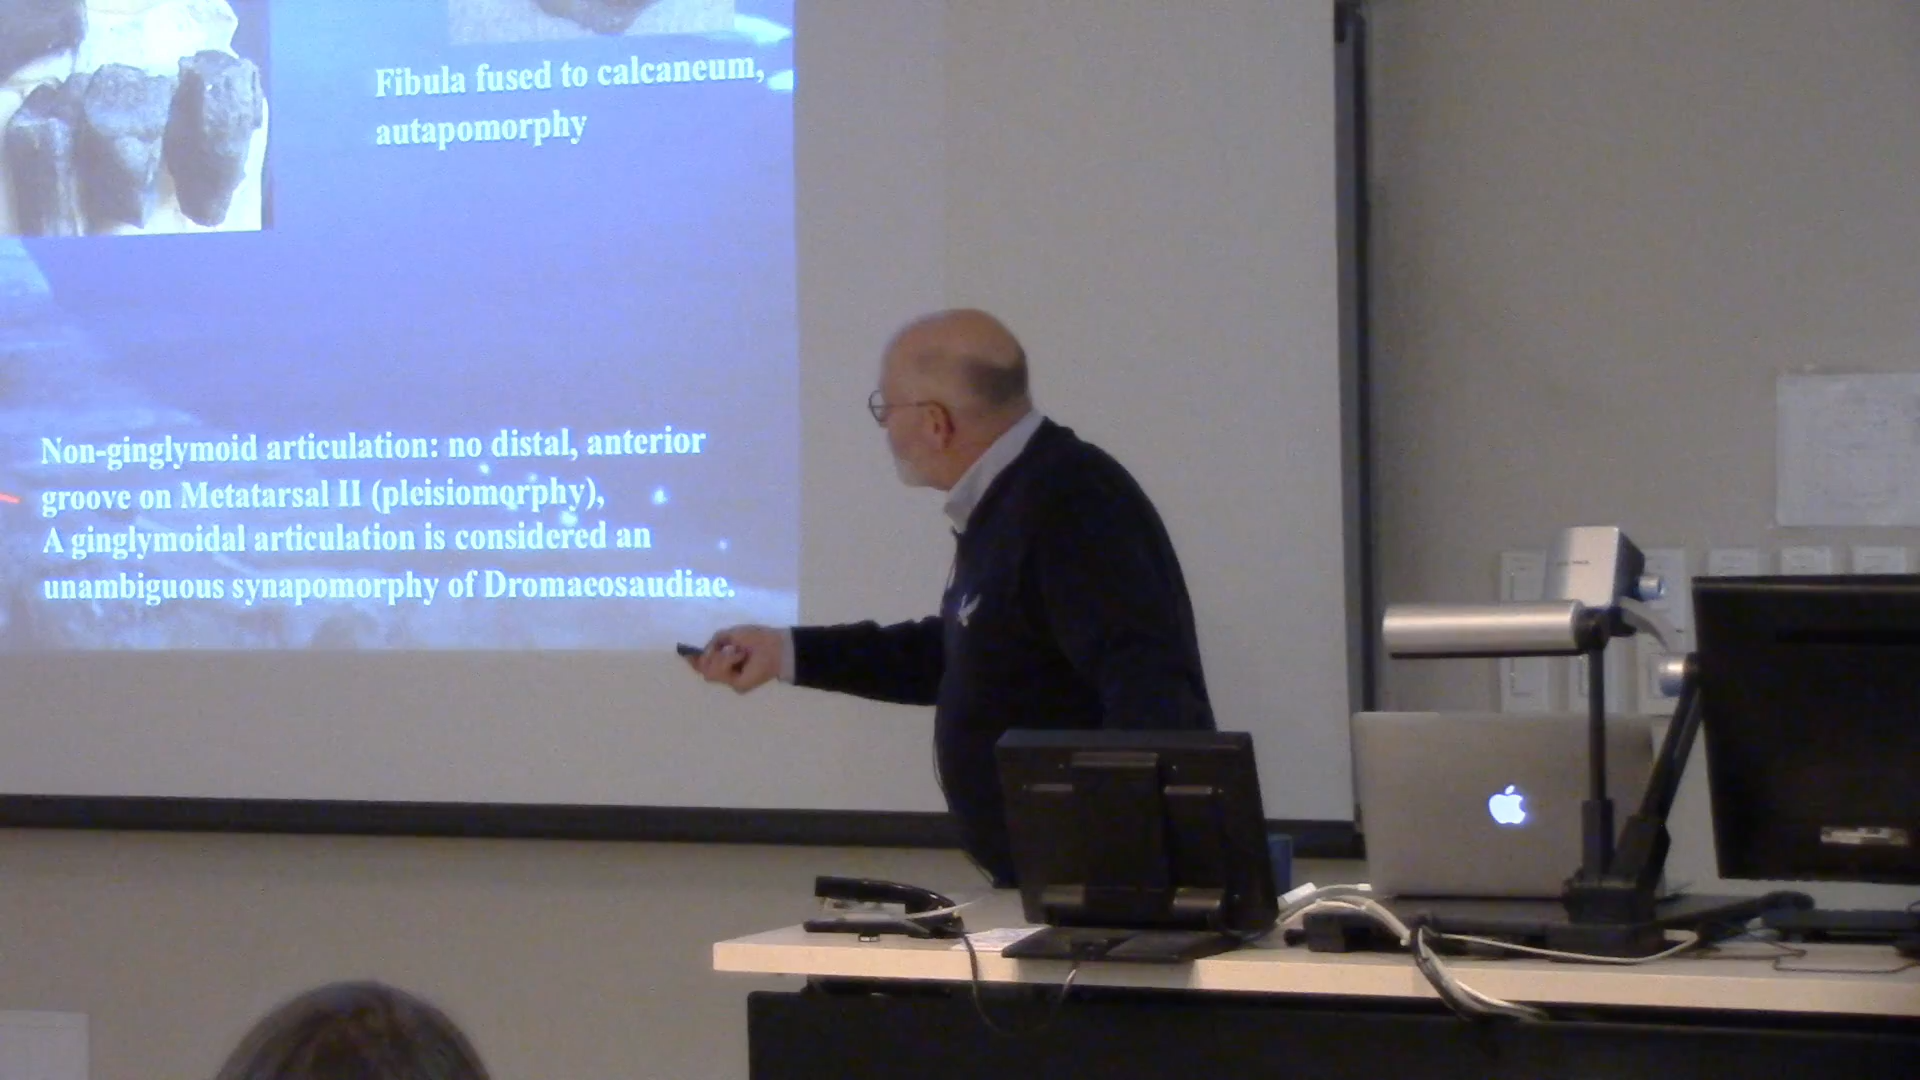 Fibula fused to calcaneum,
autapomorphy
Non-ginglymoid articulation: no distal, anterior
groove on Metatarsal II (pleisiomorphy),
A ginglymoidal articulation is considered an
unambiguous synapomorphy of Dromaeosaudiae.